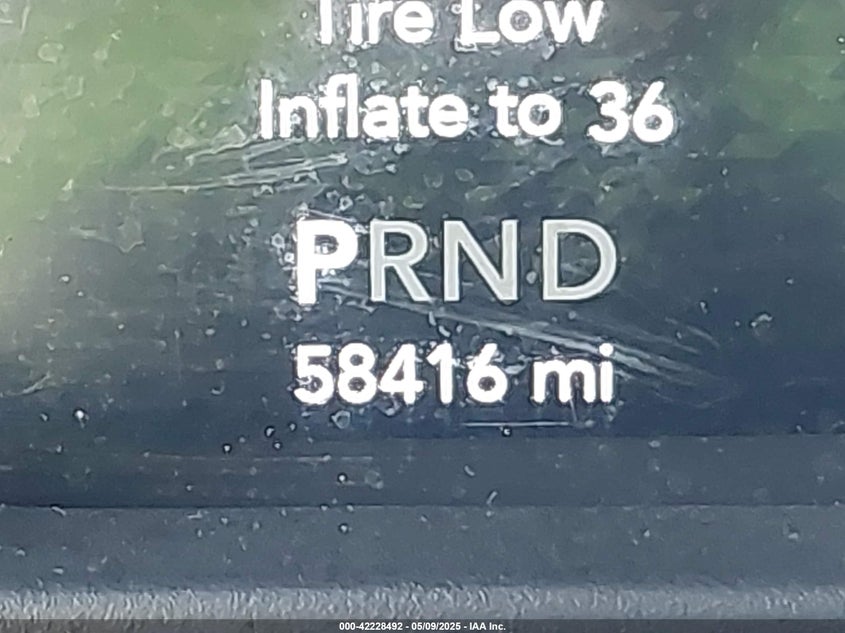 Tire Low
Inflate to 36
PRND
58416 mi
000-42228492 - 05/09/2025 - IAA Inc.